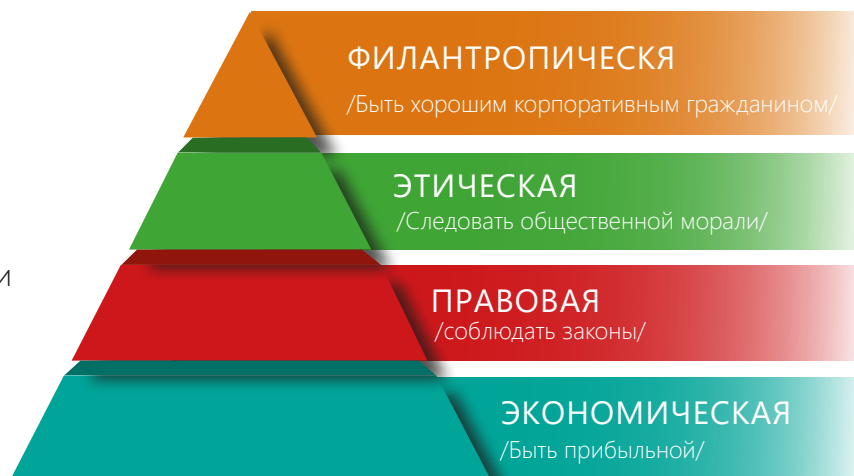 ФИЛАНТРОПИЧЕСКЯ
/Быть хорошим корпоративным гражданином/
ЭТИЧЕСКАЯ
/Следовать общественной морали/
и
ПРАВОВАЯ
/соблюдать законы/
ЭКОНОМИЧЕСКАЯ
/Быть прибыльной/